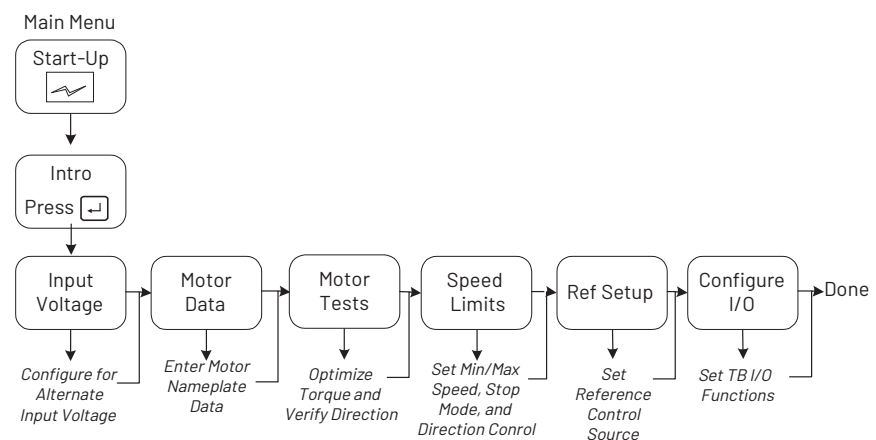 Main Menu
Start-Up
Intro
Press
Input
Voltage
Motor
Data
Motor
Tests
Speed
Limits
Ref Setup
Configure
I/O
Done
Configure for
Alternate
Input Voltage
Enter Motor
Nameplate
Data
Optimize
Torque and
Verify Direction
Set Min/Max
Speed, Stop
Mode, and
Direction Conrol
Set
Reference
Control
Source
Set TB I/O
Functions